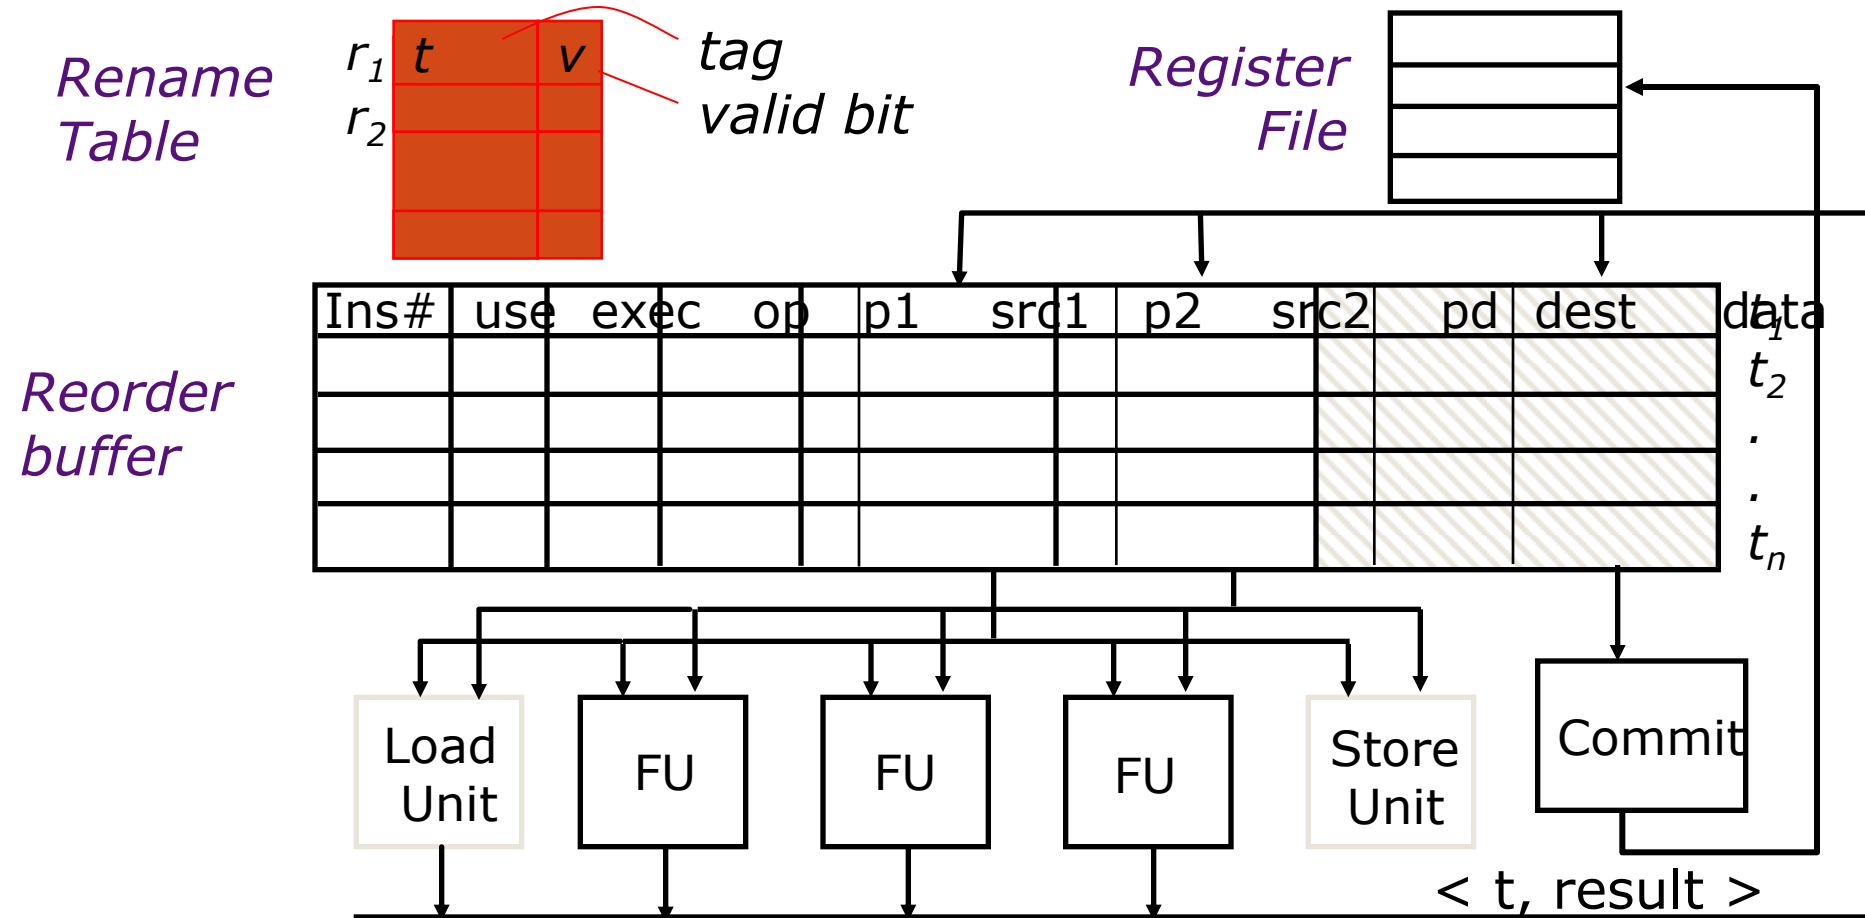 Rename
Table
r1 t v
r2
tag
valid bit
Register
File
Ins# use exec op p1 src1 p2 src2 pd dest data
t1
t2
.
.
tn
Reorder
buffer
Load
Unit
FU
FU
FU
Store
Unit
Commit
< t, result >